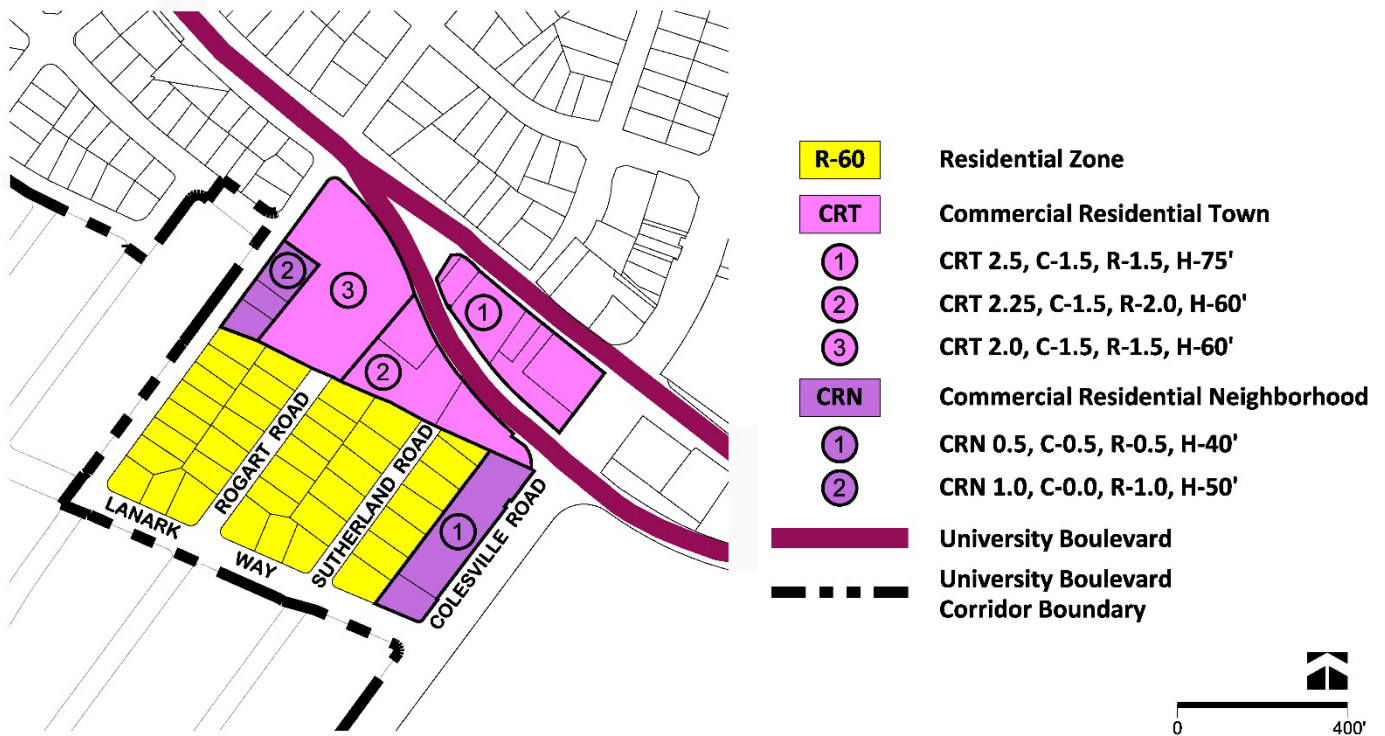 2
3
1
2
1
ROGART ROAD
SUTHERLAND ROAD
COLESVILLE ROAD
LANARK
WAY
R-60 Residential Zone
CRT Commercial Residential Town
1 CRT 2.5, C-1.5, R-1.5, H-75'
2 CRT 2.25, C-1.5, R-2.0, H-60'
3 CRT 2.0, C-1.5, R-1.5, H-60'
CRN Commercial Residential Neighborhood
1 CRN 0.5, C-0.5, R-0.5, H-40'
2 CRN 1.0, C-0.0, R-1.0, H-50'
University Boulevard
University Boulevard
Corridor Boundary
0 400'